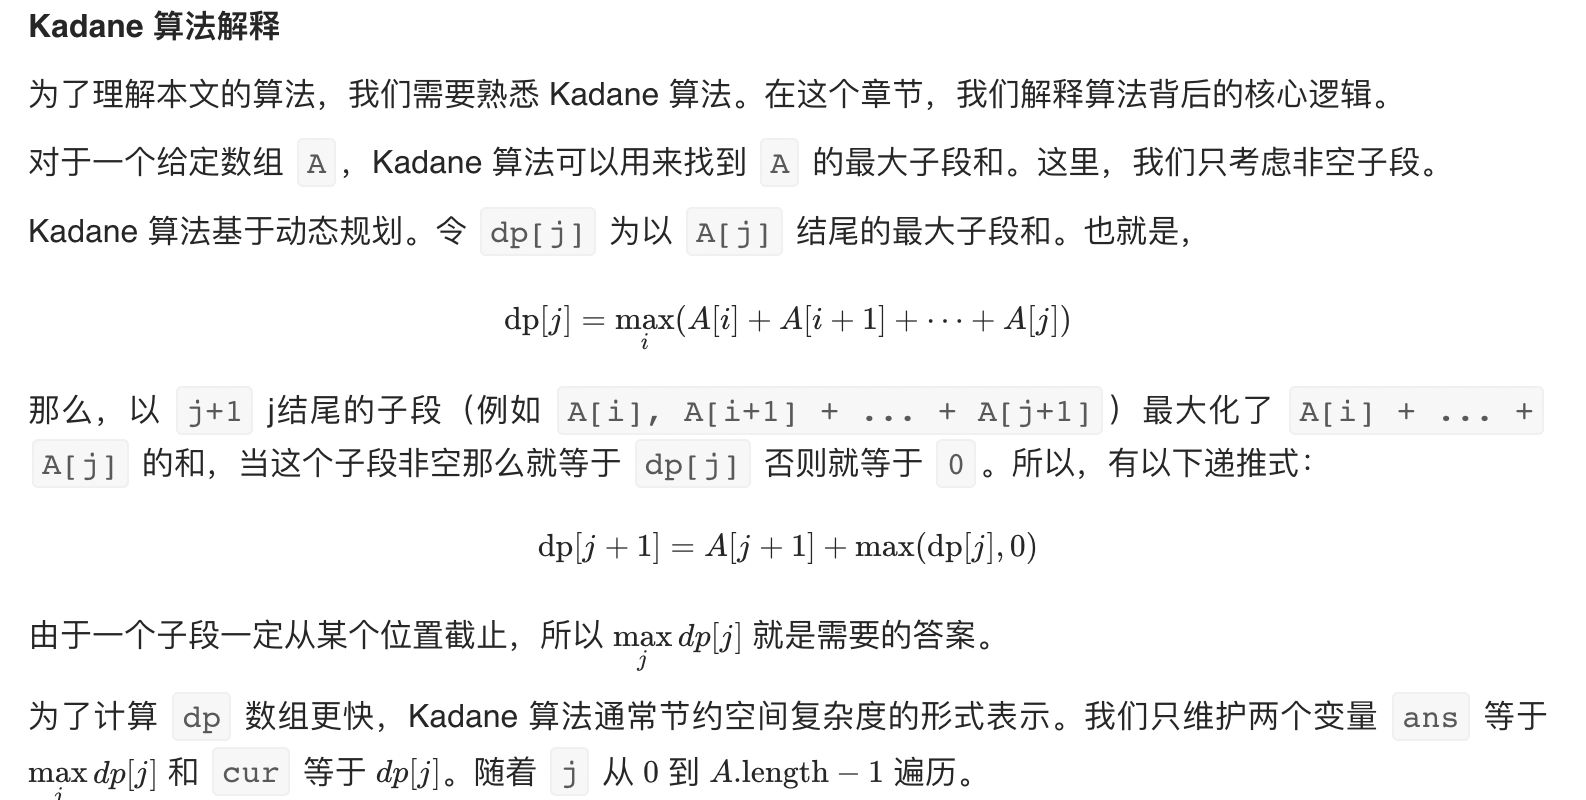 Kadane 算法解释
为了理解本文的算法，我们需要熟悉 Kadane 算法。在这个章节，我们解释算法背后的核心逻辑。
对于一个给定数组 A ，Kadane 算法可以用来找到 A 的最大子段和。这里，我们只考虑非空子段。
Kadane 算法基于动态规划。令 dp[j] 为以 A[j] 结尾的最大子段和。也就是，
dp[j] = max_i(A[i] + A[i + 1] + ⋯ + A[j])
那么，以 j+1 j结尾的子段（例如 A[i], A[i+1] + ... + A[j+1] ）最大化了 A[i] + ... +
A[j] 的和，当这个子段非空那么就等于 dp[j] 否则就等于 0 。所以，有以下递推式：
dp[j + 1] = A[j + 1] + max(dp[j], 0)
由于一个子段一定从某个位置截止，所以 max_j dp[j] 就是需要的答案。
为了计算 dp 数组更快，Kadane 算法通常节约空间复杂度的形式表示。我们只维护两个变量 ans 等于
max_j dp[j] 和 cur 等于 dp[j]。随着 j 从 0 到 A.length − 1 遍历。